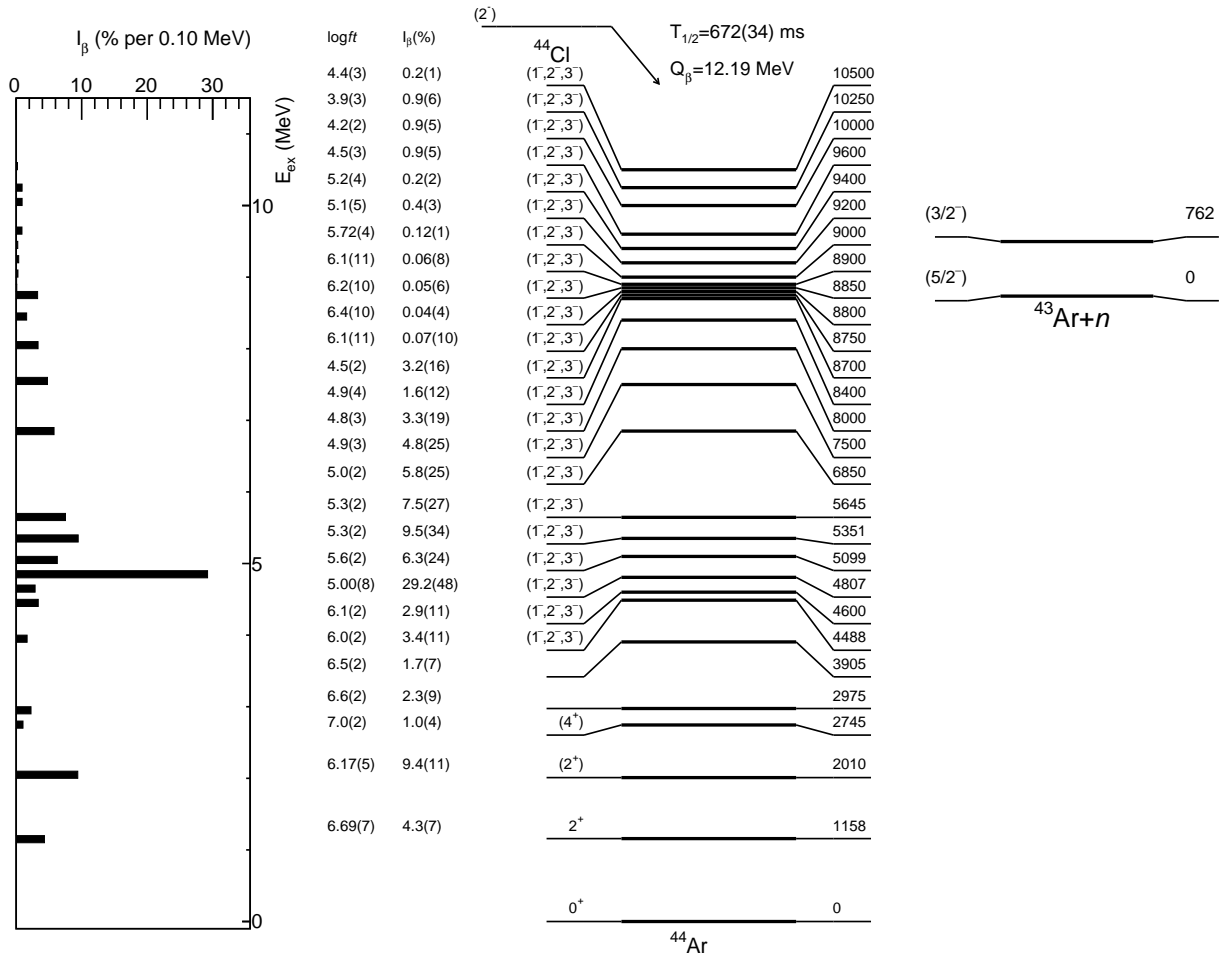 I_β (% per 0.10 MeV)
0 10 20 30
E_ex (MeV)
10
5
0
logft I_β(%)
(2⁻)
⁴⁴Cl
T_1/2=672(34) ms
Q_β=12.19 MeV
4.4(3) 0.2(1) (1⁻,2⁻,3⁻) 10500
3.9(3) 0.9(6) (1⁻,2⁻,3⁻) 10250
4.2(2) 0.9(5) (1⁻,2⁻,3⁻) 10000
4.5(3) 0.9(5) (1⁻,2⁻,3⁻) 9600
5.2(4) 0.2(2) (1⁻,2⁻,3⁻) 9400
5.1(5) 0.4(3) (1⁻,2⁻,3⁻) 9200
5.72(4) 0.12(1) (1⁻,2⁻,3⁻) 9000
6.1(11) 0.06(8) (1⁻,2⁻,3⁻) 8900
6.2(10) 0.05(6) (1⁻,2⁻,3⁻) 8850
6.4(10) 0.04(4) (1⁻,2⁻,3⁻) 8800
6.1(11) 0.07(10) (1⁻,2⁻,3⁻) 8750
4.5(2) 3.2(16) (1⁻,2⁻,3⁻) 8700
4.9(4) 1.6(12) (1⁻,2⁻,3⁻) 8400
4.8(3) 3.3(19) (1⁻,2⁻,3⁻) 8000
4.9(3) 4.8(25) (1⁻,2⁻,3⁻) 7500
5.0(2) 5.8(25) (1⁻,2⁻,3⁻) 6850
5.3(2) 7.5(27) (1⁻,2⁻,3⁻) 5645
5.3(2) 9.5(34) (1⁻,2⁻,3⁻) 5351
5.6(2) 6.3(24) (1⁻,2⁻,3⁻) 5099
5.00(8) 29.2(48) (1⁻,2⁻,3⁻) 4807
6.1(2) 2.9(11) (1⁻,2⁻,3⁻) 4600
6.0(2) 3.4(11) (1⁻,2⁻,3⁻) 4488
6.5(2) 1.7(7) 3905
6.6(2) 2.3(9) 2975
7.0(2) 1.0(4) (4⁺) 2745
6.17(5) 9.4(11) (2⁺) 2010
6.69(7) 4.3(7) 2⁺ 1158
0⁺ 0
⁴⁴Ar
(3/2⁻) 762
(5/2⁻) 0
⁴³Ar+n